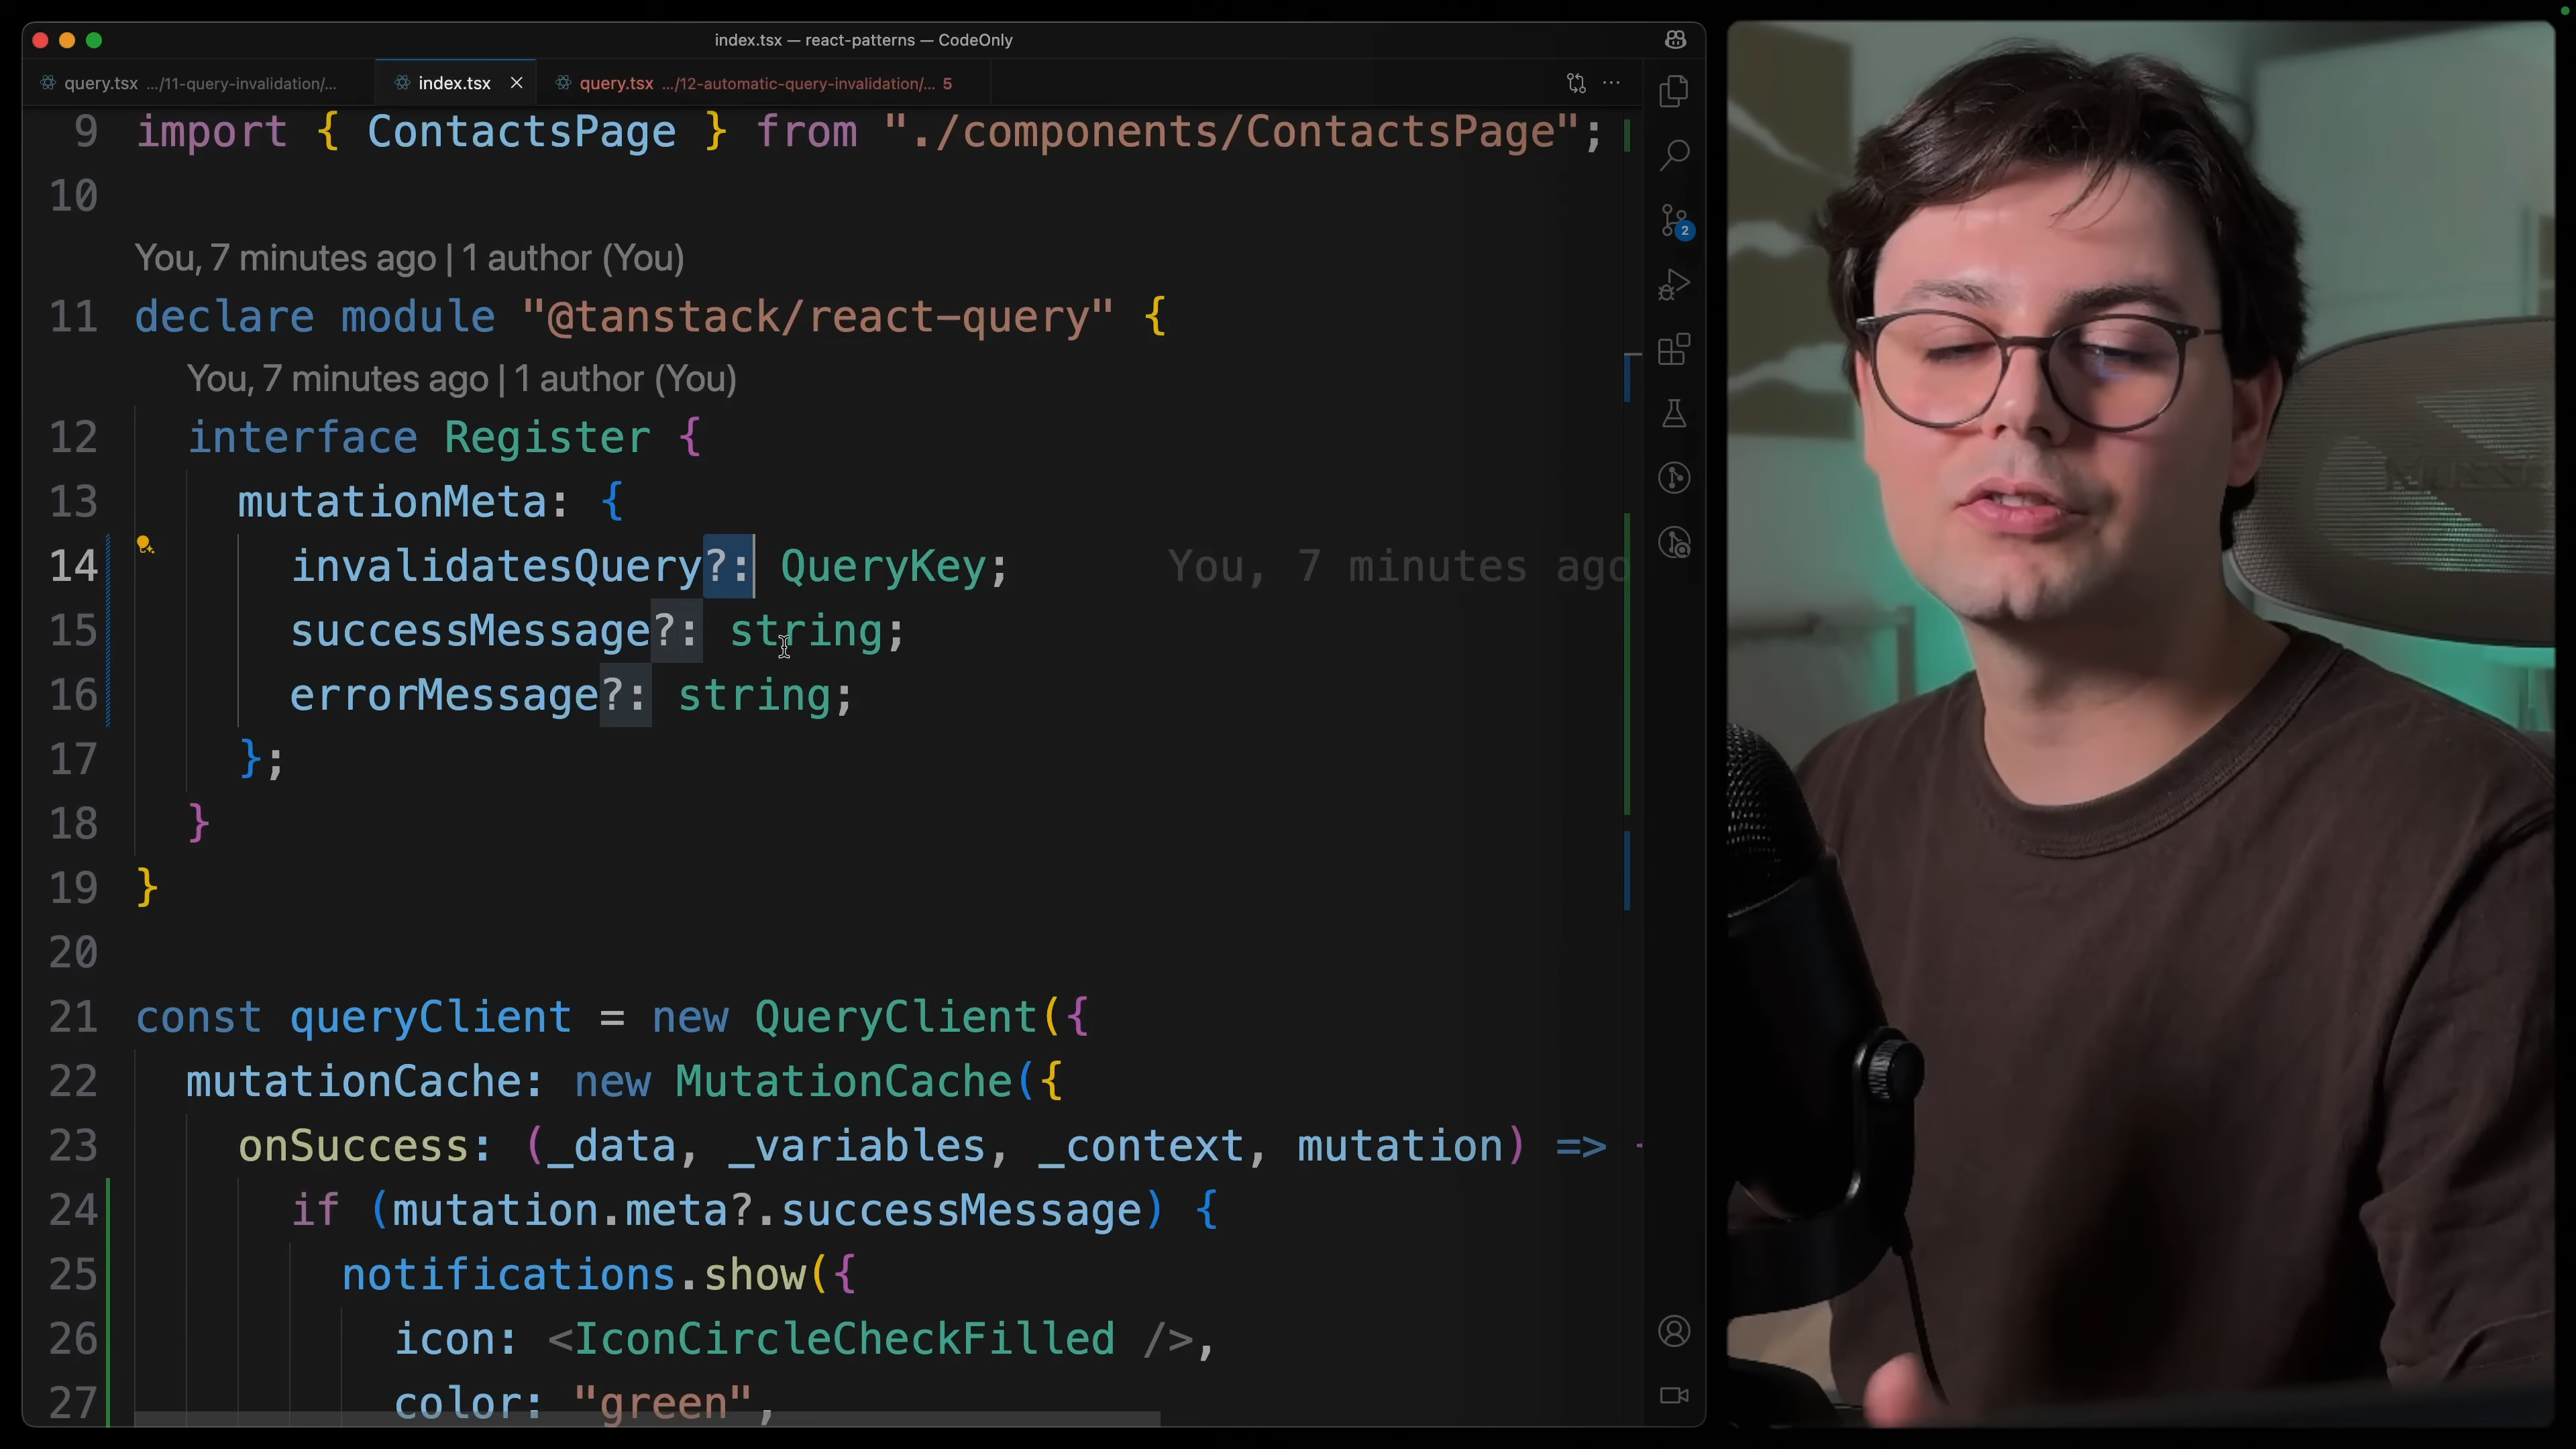 index.tsx — react-patterns — CodeOnly
query.tsx .../11-query-invalidation/...
index.tsx
query.tsx .../12-automatic-query-invalidation/... 5
9 import { ContactsPage } from "./components/ContactsPage";
10
You, 7 minutes ago | 1 author (You)
11 declare module "@tanstack/react-query" {
You, 7 minutes ago | 1 author (You)
12 interface Register {
13 mutationMeta: {
14 invalidatesQuery?: QueryKey; You, 7 minutes ago
15 successMessage?: string;
16 errorMessage?: string;
17 };
18 }
19 }
20
21 const queryClient = new QueryClient({
22 mutationCache: new MutationCache({
23 onSuccess: (_data, _variables, _context, mutation) =>
24 if (mutation.meta?.successMessage) {
25 notifications.show({
26 icon: <IconCircleCheckFilled />,
27 color: "green",
2